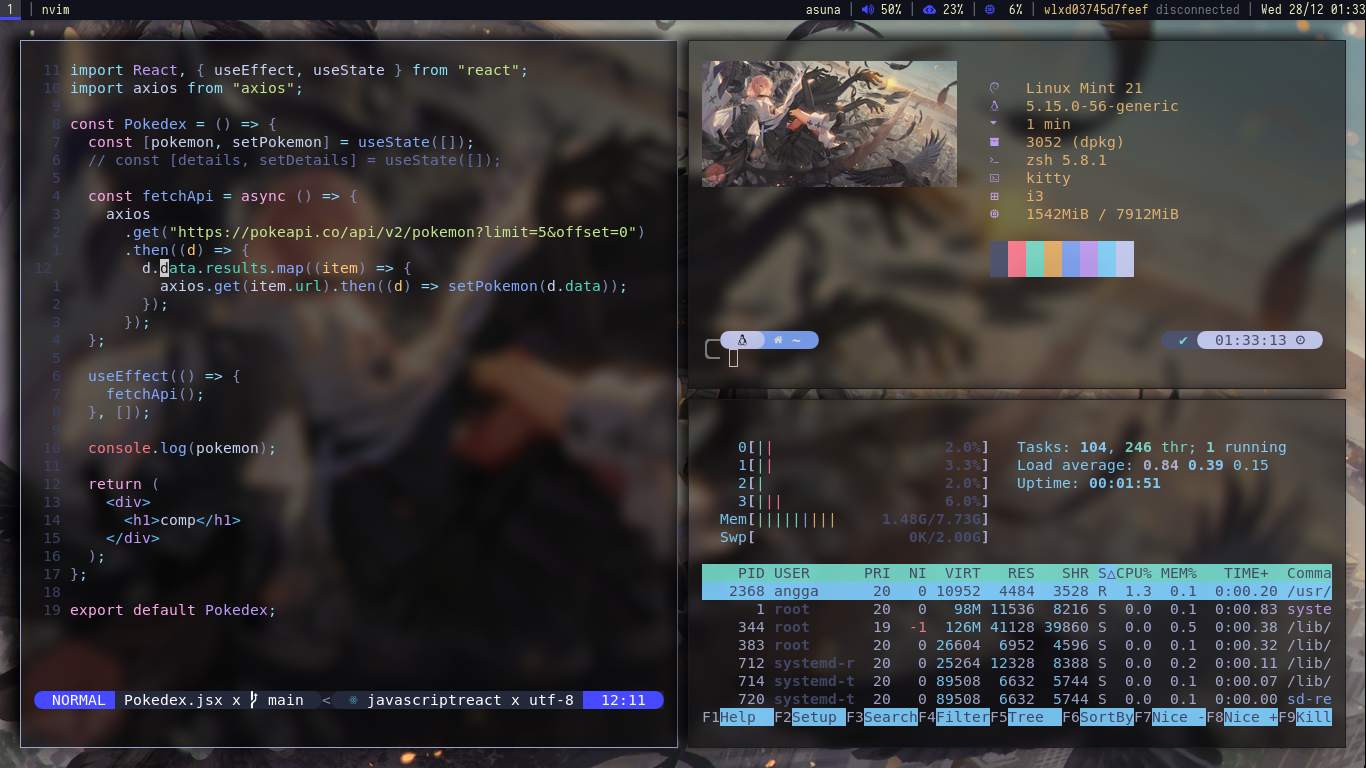 1 | nvim
asuna | 50% | 23% | 6% | wlxd03745d7feef disconnected | Wed 28/12 01:33
11 import React, { useEffect, useState } from "react";
10 import axios from "axios";
9
8 const Pokedex = () => {
7   const [pokemon, setPokemon] = useState([]);
6   // const [details, setDetails] = useState([]);
5
4   const fetchApi = async () => {
3     axios
2       .get("https://pokeapi.co/api/v2/pokemon?limit=5&offset=0")
1       .then((d) => {
12        d.data.results.map((item) => {
1           axios.get(item.url).then((d) => setPokemon(d.data));
2         });
3       });
4   };
5
6   useEffect(() => {
7     fetchApi();
8   }, []);
9
10  console.log(pokemon);
11
12  return (
13    <div>
14      <h1>comp</h1>
15    </div>
16  );
17 };
18
19 export default Pokedex;
NORMAL Pokedex.jsx x main < javascriptreact x utf-8 12:11
Linux Mint 21
5.15.0-56-generic
1 min
3052 (dpkg)
zsh 5.8.1
kitty
i3
1542MiB / 7912MiB
~ ✔ 01:33:13
0[|| 2.0%] Tasks: 104, 246 thr; 1 running
1[|| 3.3%] Load average: 0.84 0.39 0.15
2[| 2.0%] Uptime: 00:01:51
3[||| 6.0%]
Mem[||||||||| 1.48G/7.73G]
Swp[ 0K/2.00G]
PID USER PRI NI VIRT RES SHR S△CPU% MEM% TIME+ Comma
2368 angga 20 0 10952 4484 3528 R 1.3 0.1 0:00.20 /usr/
1 root 20 0 98M 11536 8216 S 0.0 0.1 0:00.83 syste
344 root 19 -1 126M 41128 39860 S 0.0 0.5 0:00.38 /lib/
383 root 20 0 26604 6952 4596 S 0.0 0.1 0:00.32 /lib/
712 systemd-r 20 0 25264 12328 8388 S 0.0 0.2 0:00.11 /lib/
714 systemd-t 20 0 89508 6632 5744 S 0.0 0.1 0:00.07 /lib/
720 systemd-t 20 0 89508 6632 5744 S 0.0 0.1 0:00.00 sd-re
F1Help F2Setup F3SearchF4FilterF5Tree F6SortByF7Nice -F8Nice +F9Kill